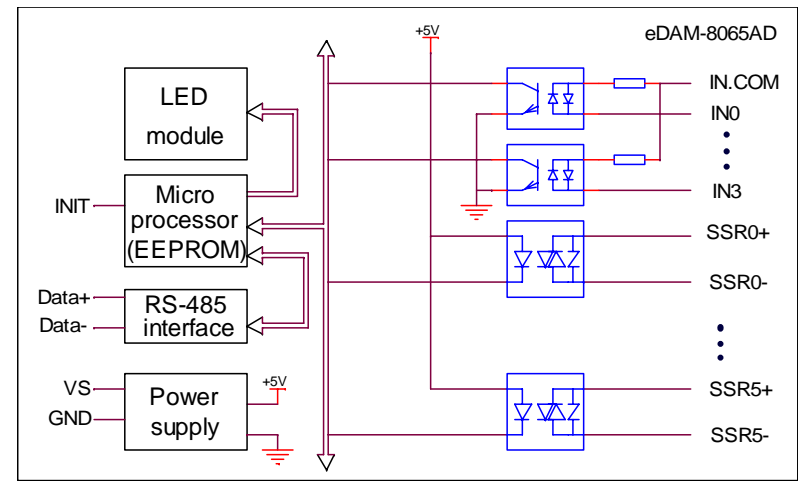 +5V
eDAM-8065AD
LED
module
IN.COM
IN0
IN3
INIT
Micro
processor
(EEPROM)
SSR0+
SSR0-
Data+
Data-
RS-485
interface
VS
GND
Power
supply
+5V
SSR5+
SSR5-